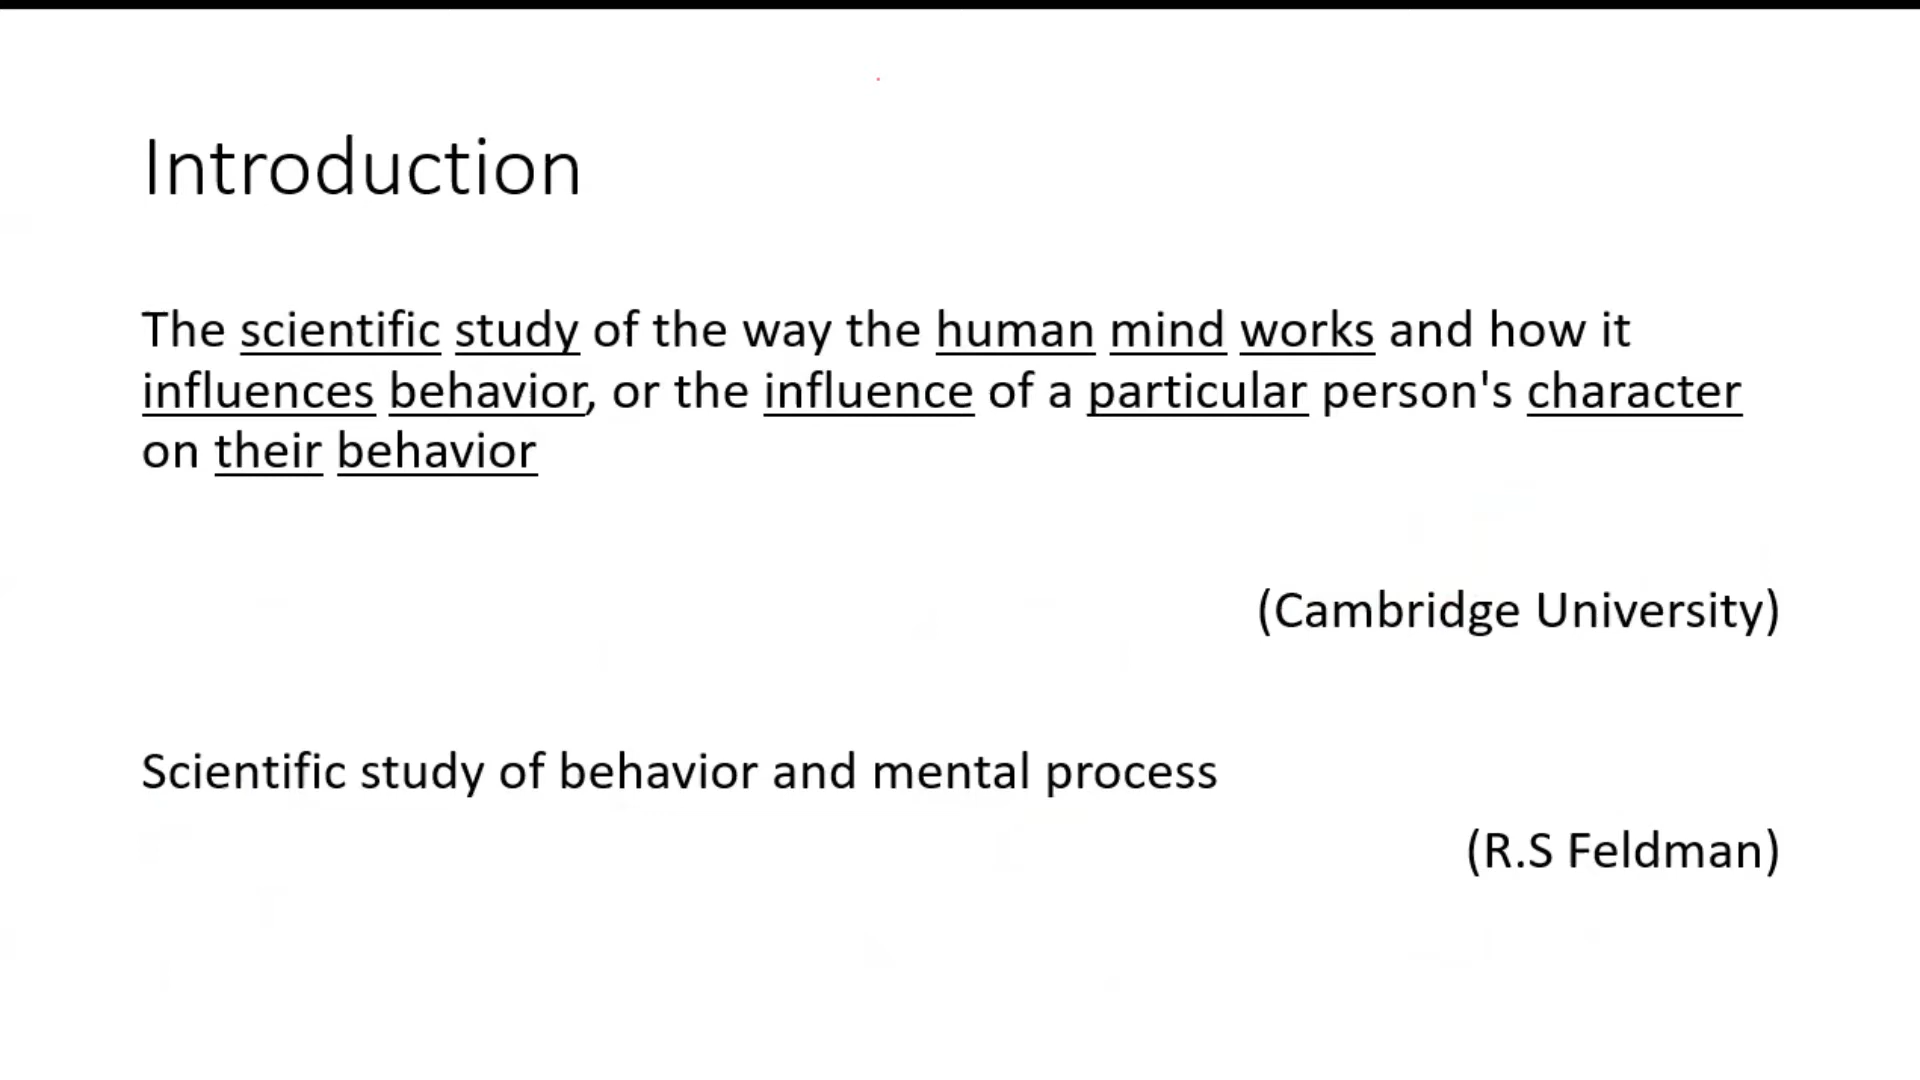 Introduction
The scientific study of the way the human mind works and how it
influences behavior, or the influence of a particular person's character
on their behavior
(Cambridge University)
Scientific study of behavior and mental process
(R.S Feldman)